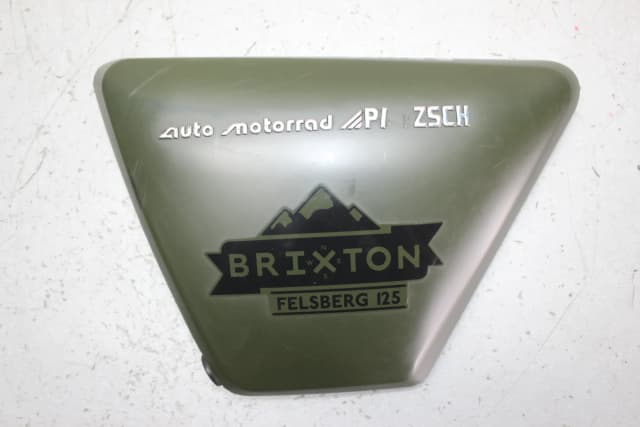 auto motorrad PI ZSCH
BRIXTON
N
W E
S
FELSBERG 125